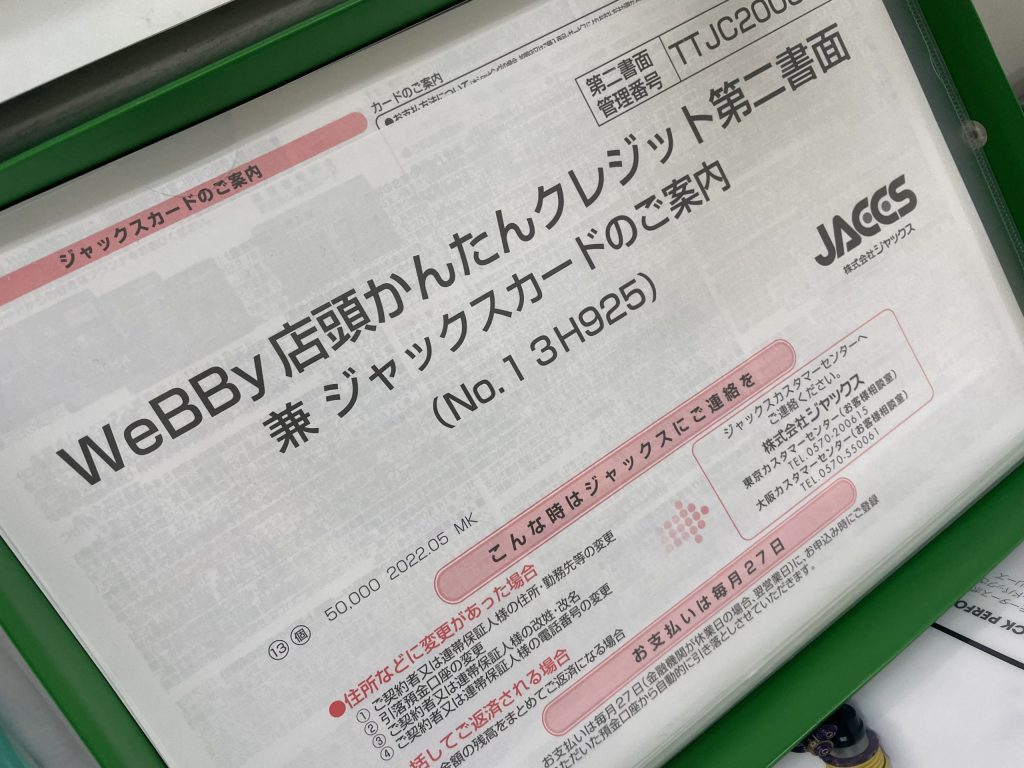 カードのご案内
●お支払方法について
第二書面
管理番号
TTJC200
ジャックスカードのご案内
WeBBy 店頭かんたんクレジット第二書面
兼 ジャックスカードのご案内
(No.13H925)
JACCS
株式会社ジャックス
⑬ ㊞ 50,000 2022.05 MK
こんな時はジャックスにご連絡を
●住所などに変更があった場合
① ご契約者又は連帯保証人様の住所・勤務先等の変更
② 引落預金口座の変更
③ ご契約者又は連帯保証人様の改姓・改名
④ ご契約者又は連帯保証人様の電話番号の変更
括してご返済される場合
金額の残高をまとめてご返済になる場合
ジャックスカスタマーセンターへ
ご連絡ください。
株式会社ジャックス
東京カスタマーセンター(お客様相談室)
TEL.0570-200615
大阪カスタマーセンター(お客様相談室)
TEL.0570-550061
お支払いは毎月27日
お支払いは毎月27日(金融機関が休業日の場合、翌営業日)に、お申込み時にご登録
いただいた預金口座から自動的に引き落としさせていただきます。
CK PERFO